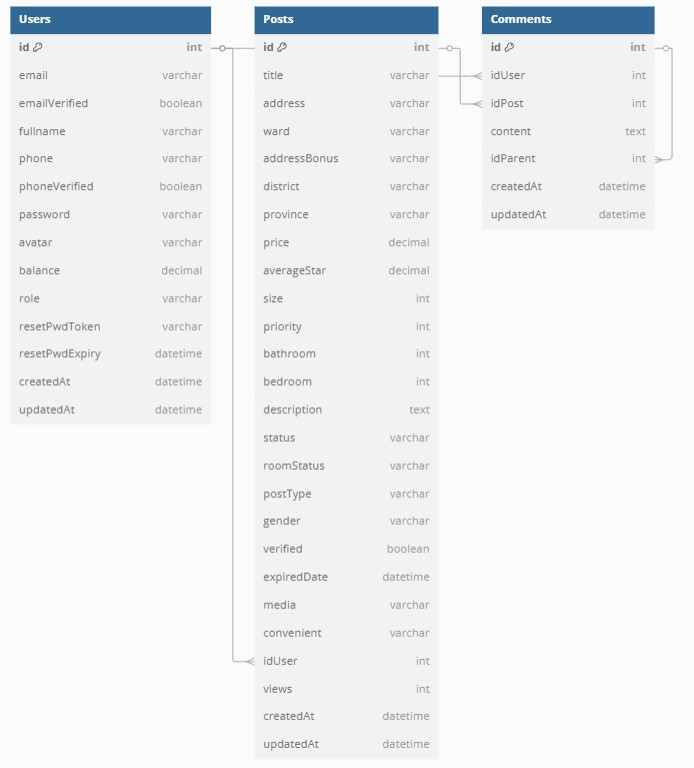 Users
id int
email varchar
emailVerified boolean
fullname varchar
phone varchar
phoneVerified boolean
password varchar
avatar varchar
balance decimal
role varchar
resetPwdToken varchar
resetPwdExpiry datetime
createdAt datetime
updatedAt datetime
Posts
id int
title varchar
address varchar
ward varchar
addressBonus varchar
district varchar
province varchar
price decimal
averageStar decimal
size int
priority int
bathroom int
bedroom int
description text
status varchar
roomStatus varchar
postType varchar
gender varchar
verified boolean
expiredDate datetime
media varchar
convenient varchar
idUser int
views int
createdAt datetime
updatedAt datetime
Comments
id int
idUser int
idPost int
content text
idParent int
createdAt datetime
updatedAt datetime